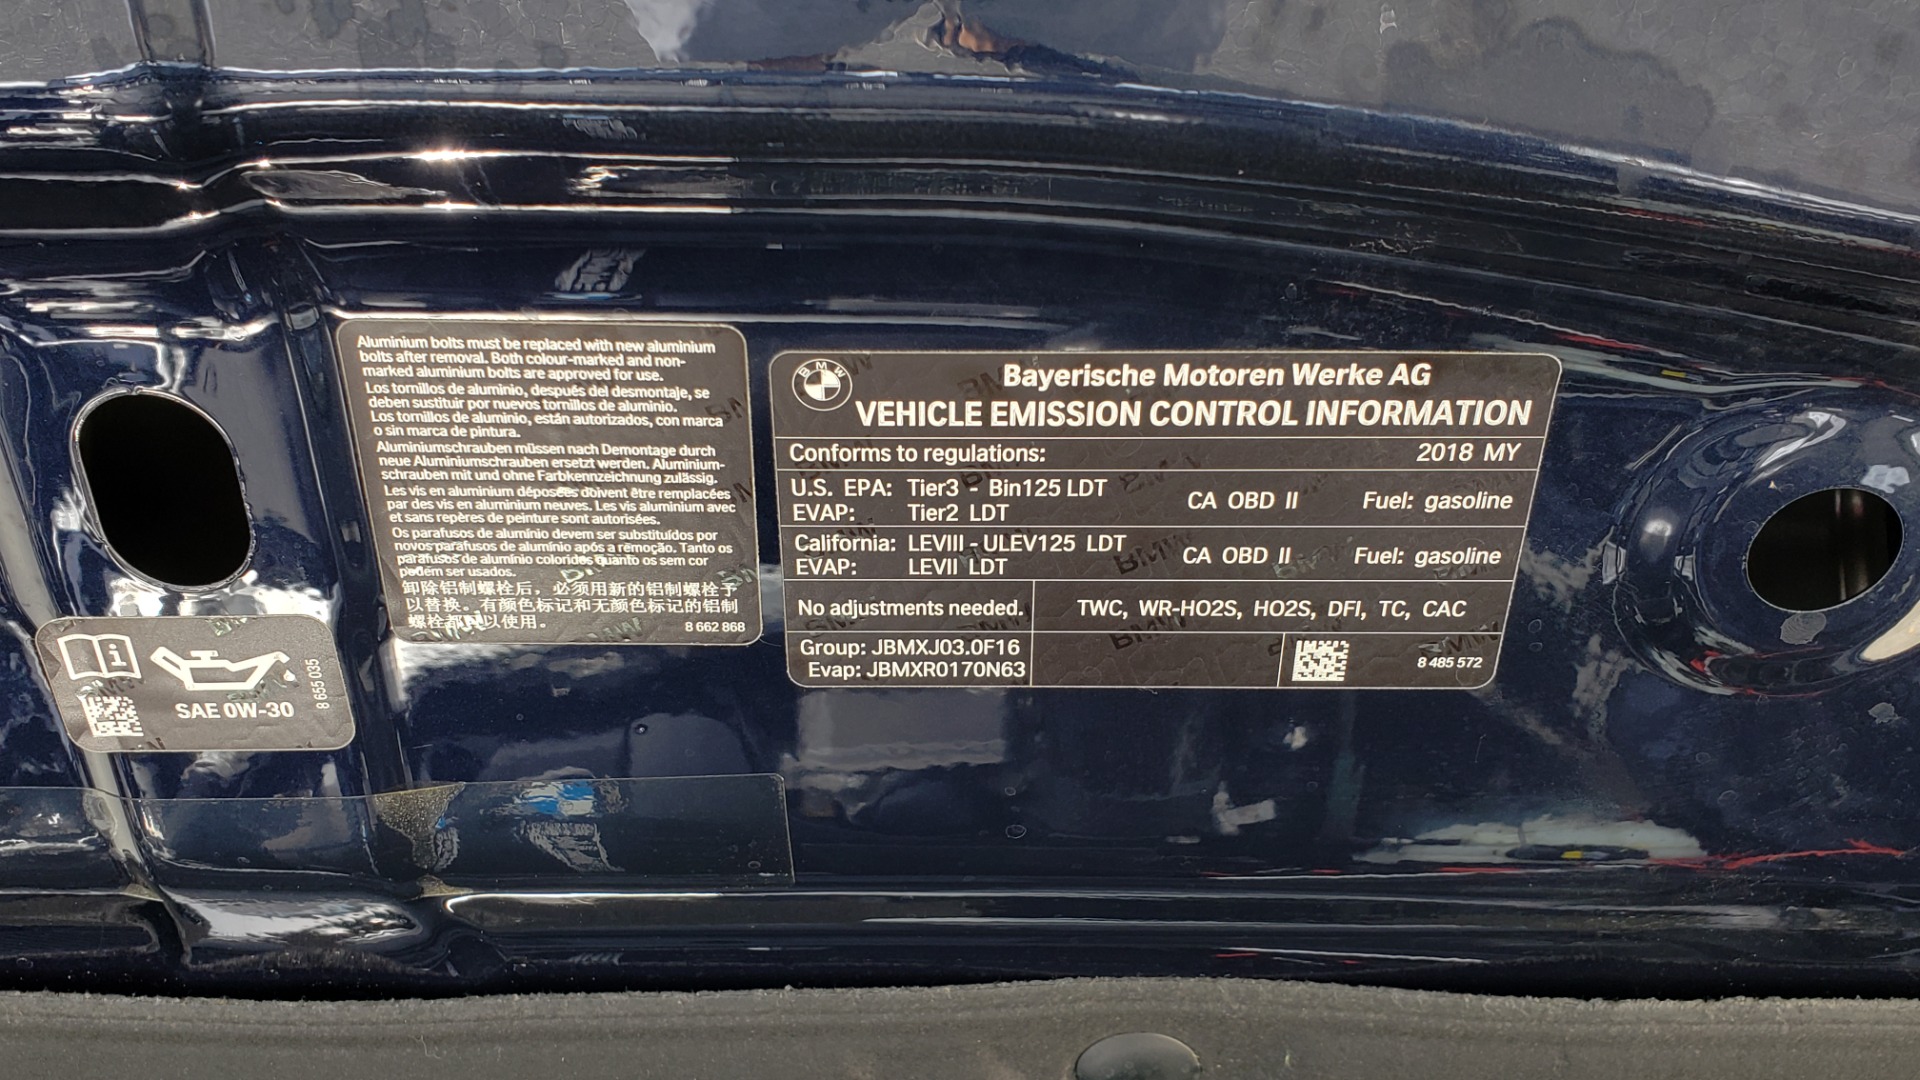 Aluminium bolts must be replaced with new aluminium
bolts after removal. Both colour-marked and non-
marked aluminium bolts are approved for use.
Los tornillos de aluminio, después del desmontaje, se
deben sustituir por nuevos tornillos de aluminio.
Los tornillos de aluminio, están autorizados, con marca
o sin marca de pintura.
Aluminiumschrauben müssen nach Demontage durch
neue Aluminiumschrauben ersetzt werden. Aluminium-
schrauben mit und ohne Farbkennzeichnung zulässig.
Les vis en aluminium déposées doivent être remplacées
par des vis en aluminium neuves. Les vis aluminium avec
et sans repères de peinture sont autorisées.
Os parafusos de alumínio devem ser substituídos por
novos parafusos de alumínio após a remoção. Tanto os
parafusos de alumínio coloridos quanto os sem cor
podem ser usados.
卸除铝制螺栓后，必须用新的铝制螺栓予
以替换。有颜色标记和无颜色标记的铝制
螺栓都可以使用。
8 662 868
SAE 0W-30
8 655 035
BMW
Bayerische Motoren Werke AG
VEHICLE EMISSION CONTROL INFORMATION
Conforms to regulations: 2018 MY
U.S. EPA: Tier3 - Bin125 LDT CA OBD II Fuel: gasoline
EVAP: Tier2 LDT
California: LEVIII - ULEV125 LDT CA OBD II Fuel: gasoline
EVAP: LEVII LDT
No adjustments needed. TWC, WR-HO2S, HO2S, DFI, TC, CAC
Group: JBMXJ03.0F16
Evap: JBMXR0170N63
8 485 572